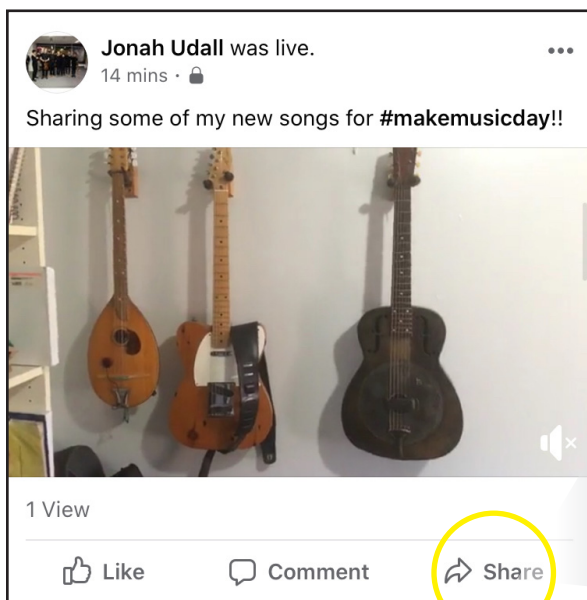 Jonah Udall was live.
14 mins ·
Sharing some of my new songs for #makemusicday!!
1 View
Like Comment Share